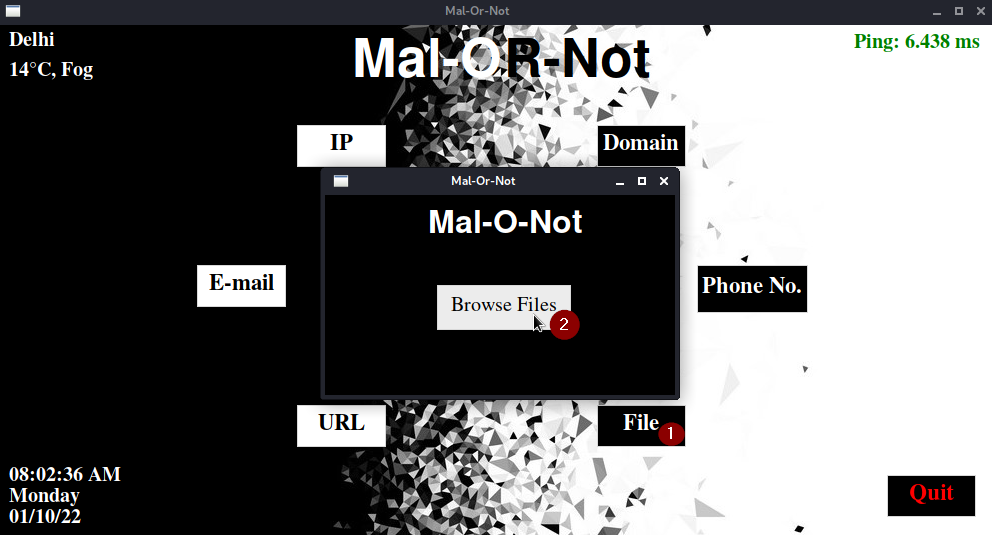 Mal-Or-Not
Delhi
14°C, Fog
Mal-OR-Not
Ping: 6.438 ms
IP
Domain
Mal-Or-Not
Mal-O-Not
E-mail
Browse Files
2
Phone No.
URL
File
1
08:02:36 AM
Monday
01/10/22
Quit